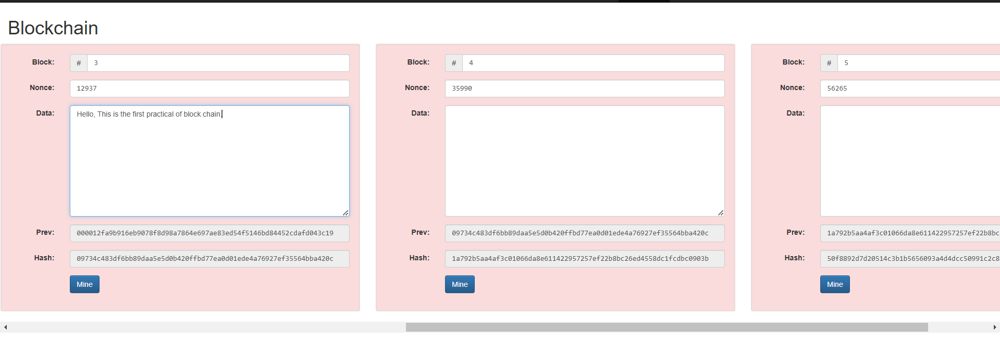 Blockchain
Block: # 3
Nonce: 12937
Data: Hello, This is the first practical of block chain.
Prev: 000012fa9b916eb9078f8d98a7864e697ae83ed54f5146bd84452cdafd043c19
Hash: 09734c483df6bb89daa5e5d0b420ffbd77ea0d01ede4a76927ef35564bba420c
Mine
Block: # 4
Nonce: 35990
Data:
Prev: 09734c483df6bb89daa5e5d0b420ffbd77ea0d01ede4a76927ef35564bba420c
Hash: 1a792b5aa4af3c01066da8e611422957257ef22b8bc26ed4558dc1fcdbc0903b
Mine
Block: # 5
Nonce: 56265
Data:
Prev: 1a792b5aa4af3c01066da8e611422957257ef22b8bc
Hash: 50f8892d7d20514c3b1b5656093a4d4dcc50991c2c8
Mine